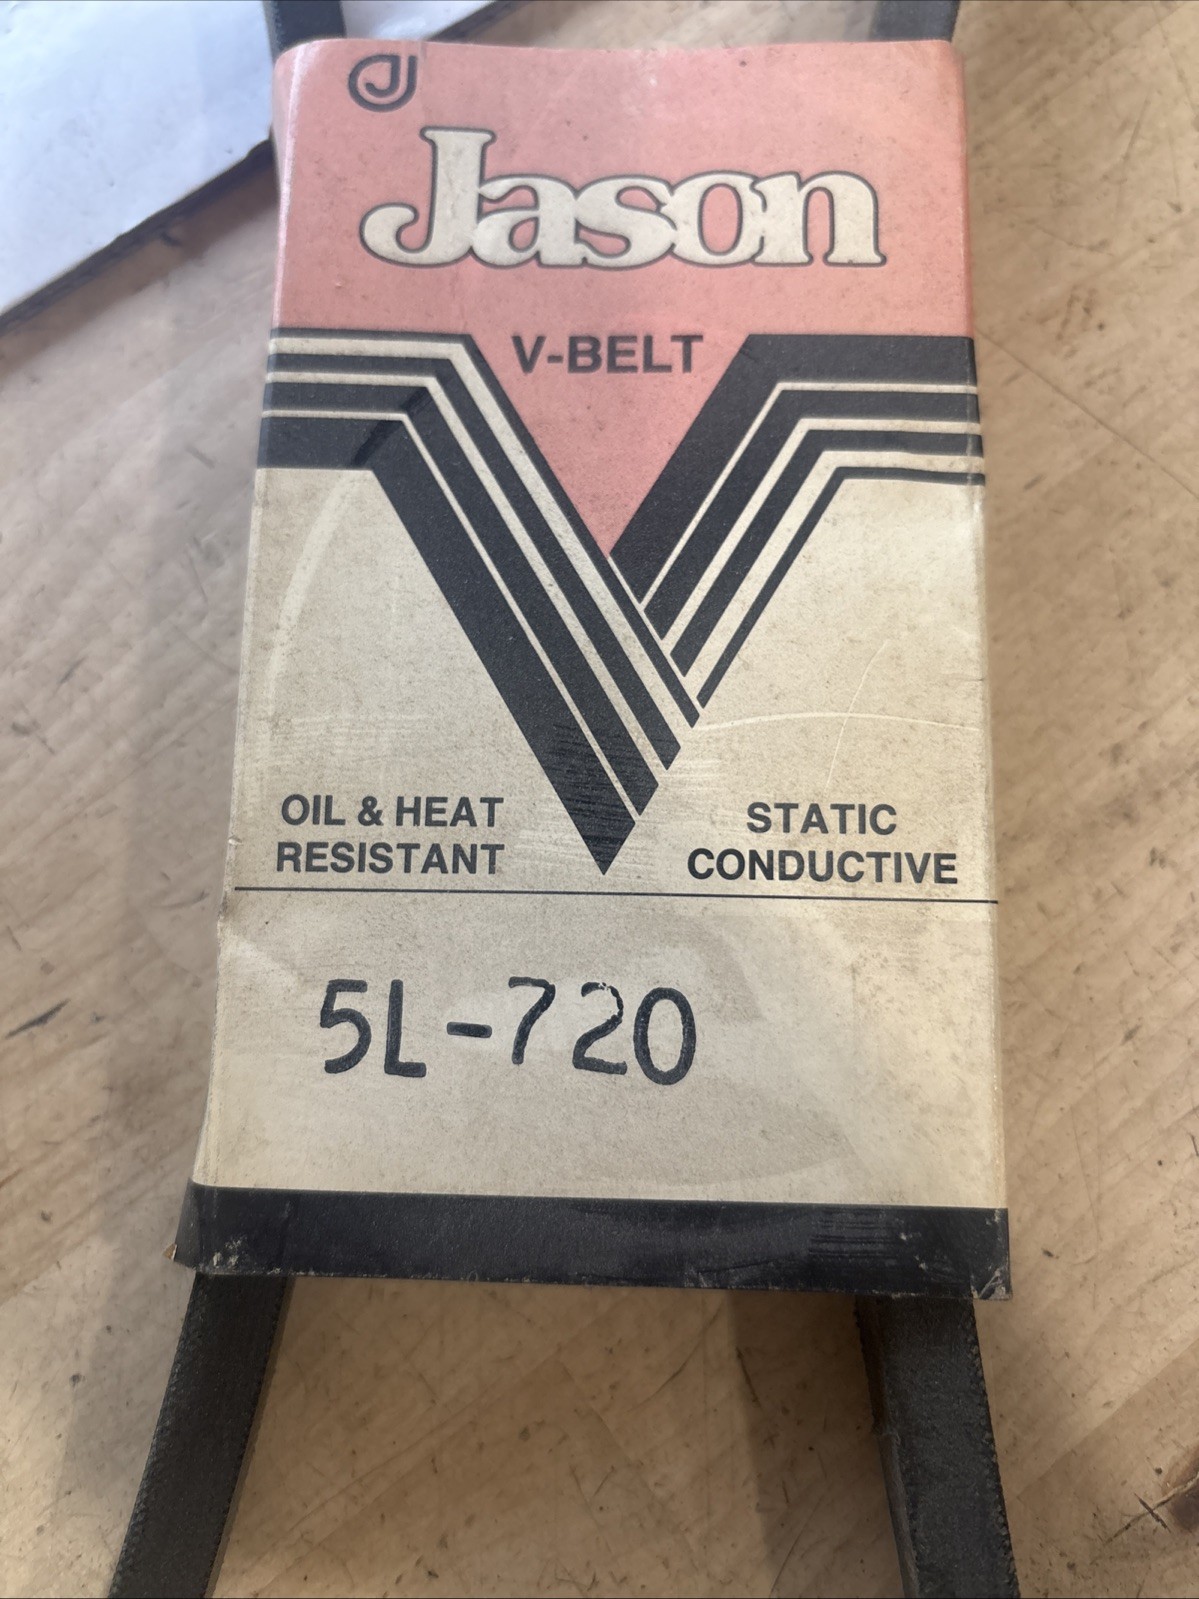 J
Jason
V-BELT
OIL & HEAT
RESISTANT
STATIC
CONDUCTIVE
5L-720